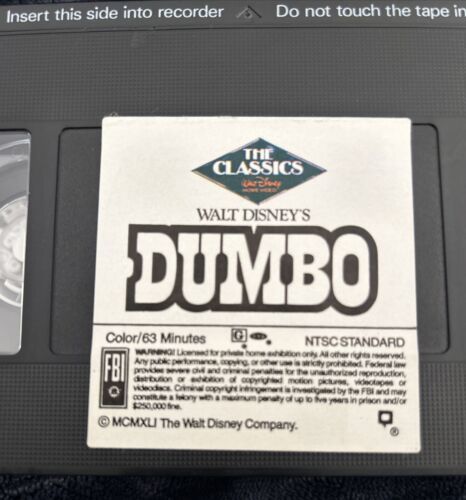 Insert this side into recorder
Do not touch the tape in
THE
CLASSICS
Walt Disney
HOME VIDEO
WALT DISNEY'S
DUMBO
Color/63 Minutes
G
NTSC STANDARD
FBI
WARNING! Licensed for private home exhibition only. All other rights reserved.
Any public performance, copying, or other use is strictly prohibited. Federal law
provides severe civil and criminal penalties for the unauthorized reproduction,
distribution or exhibition of copyrighted motion pictures, videotapes or
videodiscs. Criminal copyright infringement is investigated by the FBI and may
constitute a felony with a maximum penalty of up to five years in prison and/or
$250,000 fine.
© MCMXLI The Walt Disney Company.
®